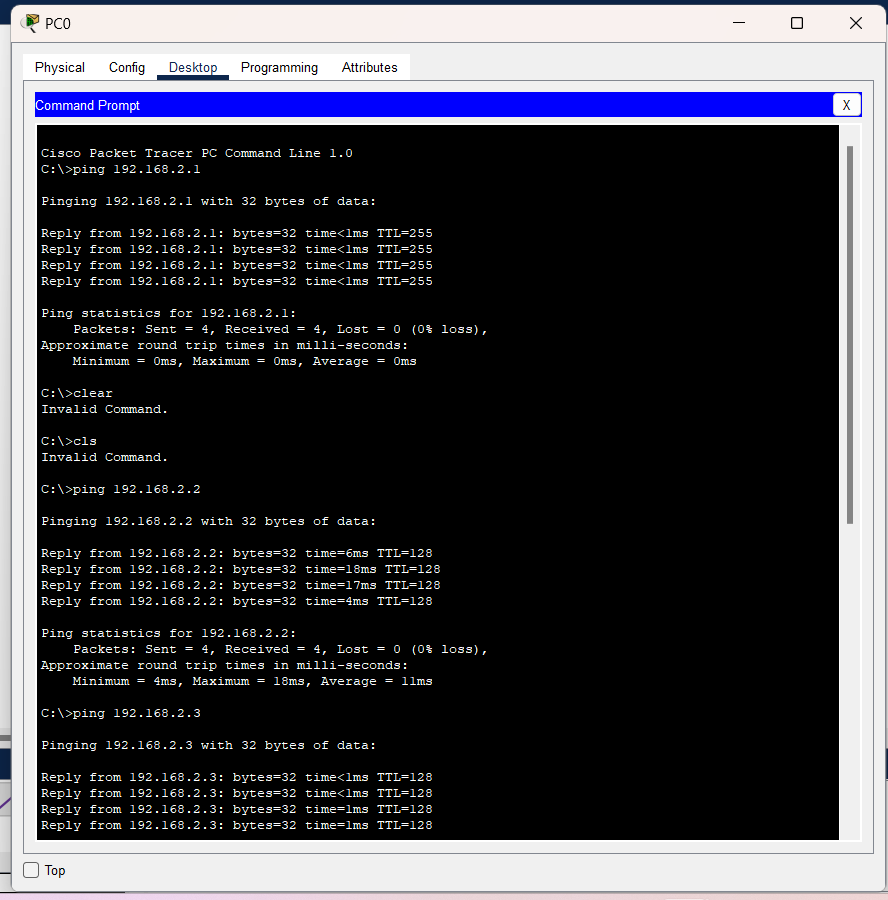 PC0
Physical Config Desktop Programming Attributes
Command Prompt X
Cisco Packet Tracer PC Command Line 1.0
C:\>ping 192.168.2.1
Pinging 192.168.2.1 with 32 bytes of data:
Reply from 192.168.2.1: bytes=32 time<1ms TTL=255
Reply from 192.168.2.1: bytes=32 time<1ms TTL=255
Reply from 192.168.2.1: bytes=32 time<1ms TTL=255
Reply from 192.168.2.1: bytes=32 time<1ms TTL=255
Ping statistics for 192.168.2.1:
    Packets: Sent = 4, Received = 4, Lost = 0 (0% loss),
Approximate round trip times in milli-seconds:
    Minimum = 0ms, Maximum = 0ms, Average = 0ms
C:\>clear
Invalid Command.
C:\>cls
Invalid Command.
C:\>ping 192.168.2.2
Pinging 192.168.2.2 with 32 bytes of data:
Reply from 192.168.2.2: bytes=32 time=6ms TTL=128
Reply from 192.168.2.2: bytes=32 time=18ms TTL=128
Reply from 192.168.2.2: bytes=32 time=17ms TTL=128
Reply from 192.168.2.2: bytes=32 time=4ms TTL=128
Ping statistics for 192.168.2.2:
    Packets: Sent = 4, Received = 4, Lost = 0 (0% loss),
Approximate round trip times in milli-seconds:
    Minimum = 4ms, Maximum = 18ms, Average = 11ms
C:\>ping 192.168.2.3
Pinging 192.168.2.3 with 32 bytes of data:
Reply from 192.168.2.3: bytes=32 time<1ms TTL=128
Reply from 192.168.2.3: bytes=32 time<1ms TTL=128
Reply from 192.168.2.3: bytes=32 time=1ms TTL=128
Reply from 192.168.2.3: bytes=32 time=1ms TTL=128
Top